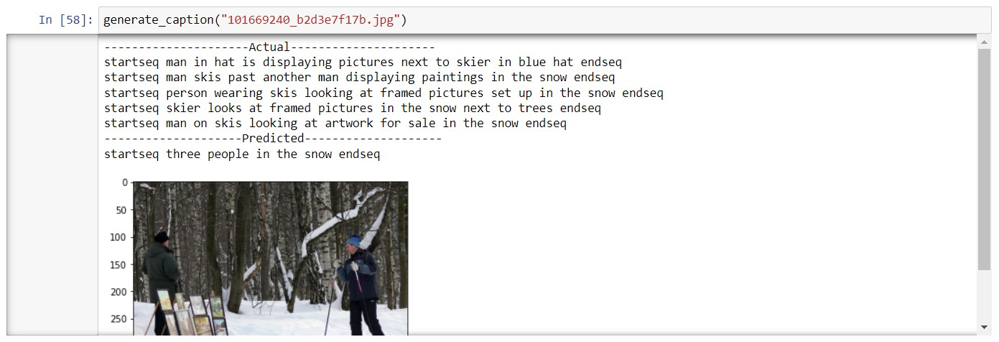 In [58]: generate_caption("101669240_b2d3e7f17b.jpg")
---------------------Actual---------------------
startseq man in hat is displaying pictures next to skier in blue hat endseq
startseq man skis past another man displaying paintings in the snow endseq
startseq person wearing skis looking at framed pictures set up in the snow endseq
startseq skier looks at framed pictures in the snow next to trees endseq
startseq man on skis looking at artwork for sale in the snow endseq
--------------------Predicted--------------------
startseq three people in the snow endseq
0
50
100
150
200
250